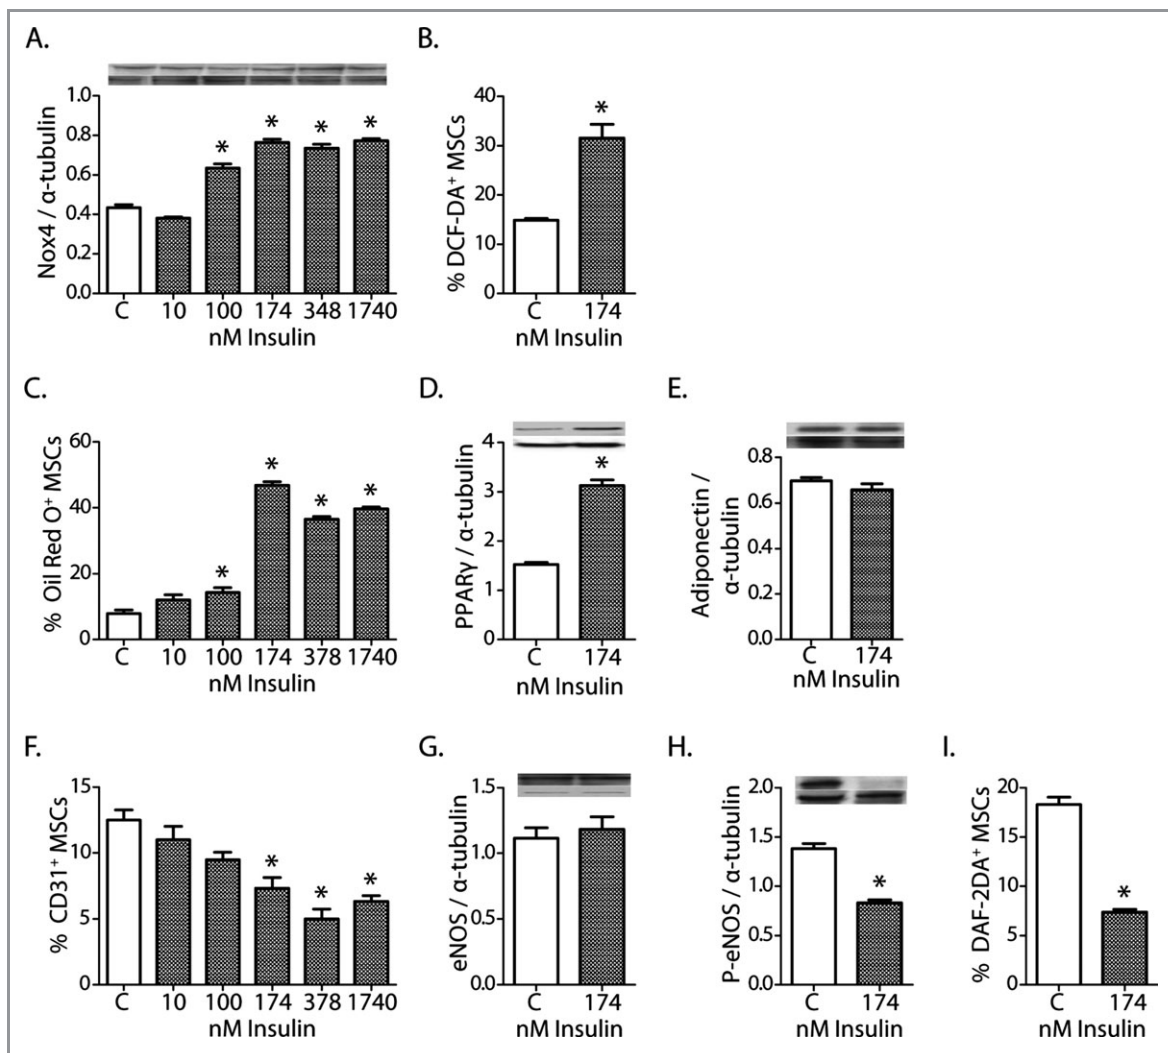 A.
Nox4 / α-tubulin
0.0
0.2
0.4
0.6
0.8
1.0
* * * *
C 10 100 174 348 1740
nM Insulin
B.
% DCF-DA⁺ MSCs
0
10
20
30
40
*
C 174
nM Insulin
C.
% Oil Red O⁺ MSCs
0
20
40
60
* * * *
C 10 100 174 378 1740
nM Insulin
D.
PPARγ / α-tubulin
0
1
2
3
4
*
C 174
nM Insulin
E.
Adiponectin /
α-tubulin
0.0
0.2
0.4
0.6
0.8
C 174
nM Insulin
F.
% CD31⁺ MSCs
0
5
10
15
* * *
C 10 100 174 378 1740
nM Insulin
G.
eNOS / α-tubulin
0.0
0.5
1.0
1.5
C 174
nM Insulin
H.
P-eNOS / α-tubulin
0.0
0.5
1.0
1.5
2.0
*
C 174
nM Insulin
I.
% DAF-2DA⁺ MSCs
0
5
10
15
20
*
C 174
nM Insulin